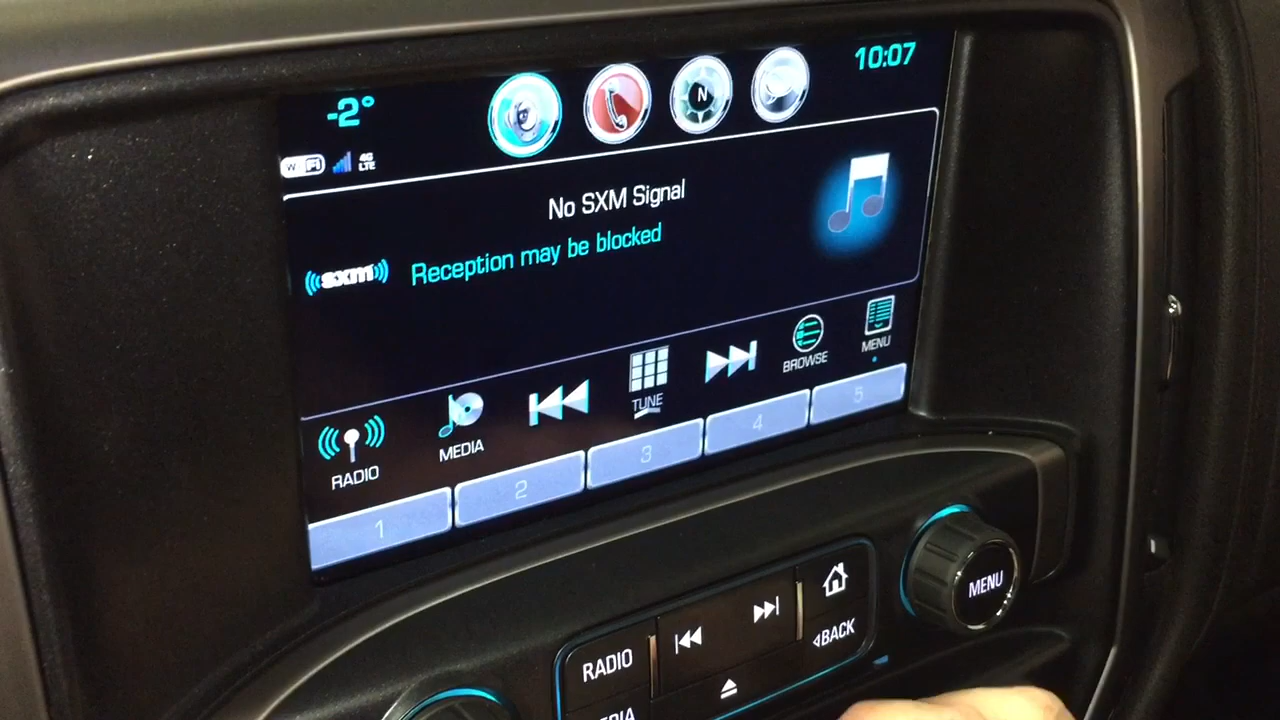 -2°
N
10:07
WiFi
4G
LTE
No SXM Signal
((sxm))
Reception may be blocked
RADIO
MEDIA
TUNE
BROWSE
MENU
1
2
3
4
5
RADIO
◁BACK
MENU